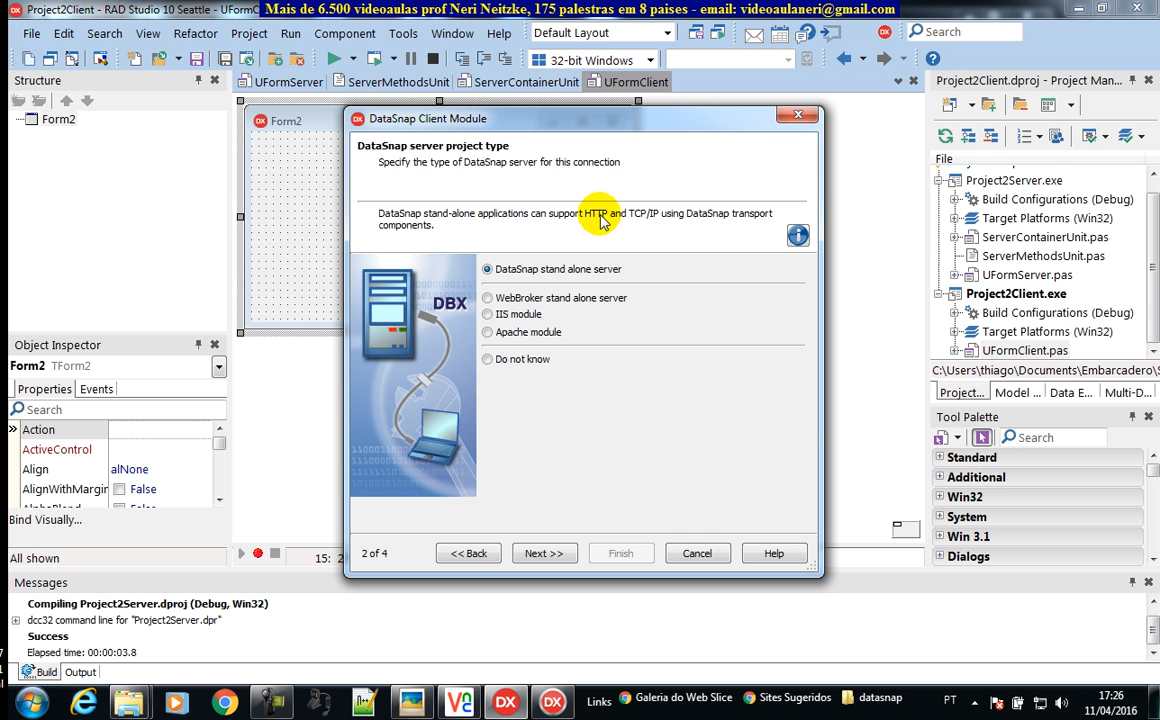 Project2Client - RAD Studio 10 Seattle - UFormC
Mais de 6.500 videoaulas prof Neri Neitzke, 175 palestras em 8 paises - email: videoaulaneri@gmail.com
File Edit Search View Refactor Project Run Component Tools Window Help
Default Layout
Search
32-bit Windows
Structure
Form2
UFormServer ServerMethodsUnit ServerContainerUnit UFormClient
Form2
DataSnap Client Module
DataSnap server project type
Specify the type of DataSnap server for this connection
DataSnap stand-alone applications can support HTTP and TCP/IP using DataSnap transport
components.
DBX
DataSnap stand alone server
WebBroker stand alone server
IIS module
Apache module
Do not know
2 of 4
<< Back
Next >>
Finish
Cancel
Help
Project2Client.dproj - Project Man...
File
Project2Server.exe
Build Configurations (Debug)
Target Platforms (Win32)
ServerContainerUnit.pas
ServerMethodsUnit.pas
UFormServer.pas
Project2Client.exe
Build Configurations (Debug)
Target Platforms (Win32)
UFormClient.pas
C:\Users\thiago\Documents\Embarcadero\S
Project... Model ... Data E... Multi-D...
Tool Palette
Search
Standard
Additional
Win32
System
Win 3.1
Dialogs
Object Inspector
Form2 TForm2
Properties Events
Search
Action
ActiveControl
Align alNone
AlignWithMargin False
Bind Visually...
All shown
15: 2
Messages
Compiling Project2Server.dproj (Debug, Win32)
dcc32 command line for "Project2Server.dpr"
Success
Elapsed time: 00:00:03.8
Build Output
Links Galeria do Web Slice Sites Sugeridos datasnap
PT
17:26
11/04/2016